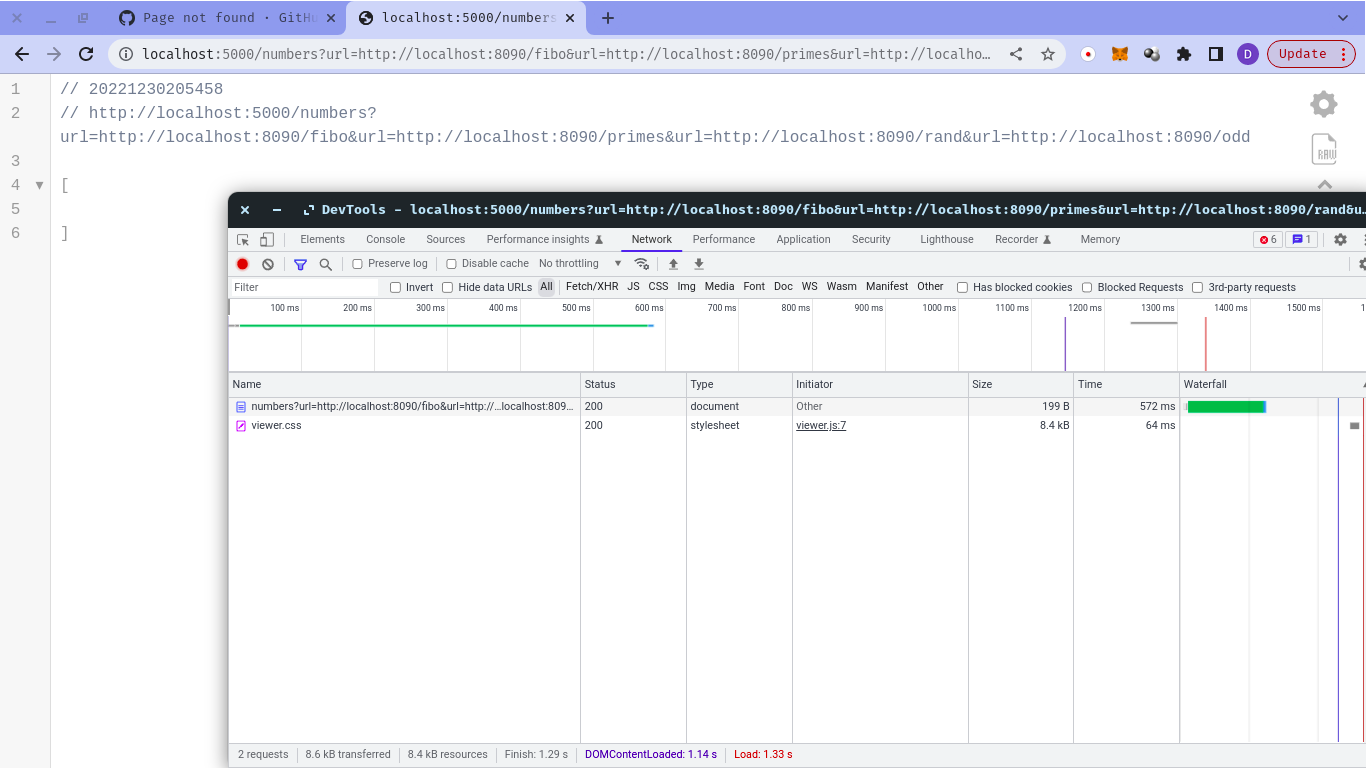 Page not found · GitHu
localhost:5000/numbers
localhost:5000/numbers?url=http://localhost:8090/fibo&url=http://localhost:8090/primes&url=http://localho...
D
Update
1 // 20221230205458
2 // http://localhost:5000/numbers?
url=http://localhost:8090/fibo&url=http://localhost:8090/primes&url=http://localhost:8090/rand&url=http://localhost:8090/odd
RAW
3
4 [
5
6 ]
DevTools - localhost:5000/numbers?url=http://localhost:8090/fibo&url=http://localhost:8090/primes&url=http://localhost:8090/rand&u...
Elements Console Sources Performance insights Network Performance Application Security Lighthouse Recorder Memory 6 1
Preserve log Disable cache No throttling
Filter Invert Hide data URLs All Fetch/XHR JS CSS Img Media Font Doc WS Wasm Manifest Other Has blocked cookies Blocked Requests 3rd-party requests
100 ms 200 ms 300 ms 400 ms 500 ms 600 ms 700 ms 800 ms 900 ms 1000 ms 1100 ms 1200 ms 1300 ms 1400 ms 1500 ms 1
Name Status Type Initiator Size Time Waterfall
numbers?url=http://localhost:8090/fibo&url=http://...localhost:809... 200 document Other 199 B 572 ms
viewer.css 200 stylesheet viewer.js:7 8.4 kB 64 ms
2 requests 8.6 kB transferred 8.4 kB resources Finish: 1.29 s DOMContentLoaded: 1.14 s Load: 1.33 s